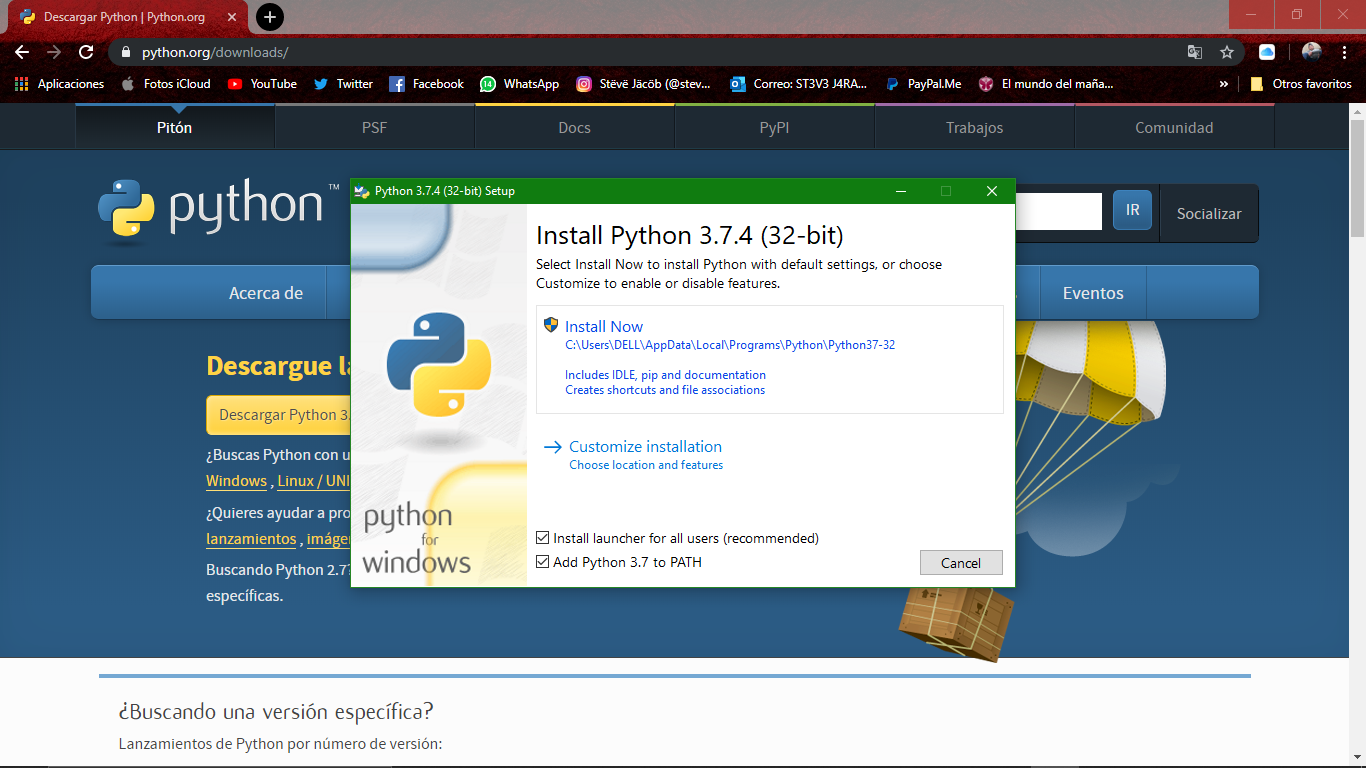 Descargar Python | Python.org
python.org/downloads/
Aplicaciones
Fotos iCloud
YouTube
Twitter
Facebook
14
WhatsApp
Stëvë Jäcöb (@stev...
Correo: ST3V3 J4RA...
PayPal.Me
El mundo del maña...
»
Otros favoritos
Pitón
PSF
Docs
PyPI
Trabajos
Comunidad
python™
IR
Socializar
Acerca de
Eventos
Descargue la
Descargar Python 3.
¿Buscas Python con u
Windows , Linux / UNI
¿Quieres ayudar a pro
lanzamientos , imáge
Buscando Python 2.7?
específicas.
Python 3.7.4 (32-bit) Setup
Install Python 3.7.4 (32-bit)
Select Install Now to install Python with default settings, or choose
Customize to enable or disable features.
Install Now
C:\Users\DELL\AppData\Local\Programs\Python\Python37-32
Includes IDLE, pip and documentation
Creates shortcuts and file associations
Customize installation
Choose location and features
Install launcher for all users (recommended)
Add Python 3.7 to PATH
Cancel
python
for
windows
¿Buscando una versión específica?
Lanzamientos de Python por número de versión: